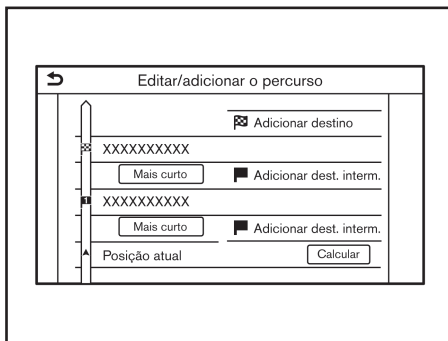 Editar/adicionar o percurso
Adicionar destino
XXXXXXXXXX
Mais curto
Adicionar dest. interm.
1
XXXXXXXXXX
Mais curto
Adicionar dest. interm.
Posição atual
Calcular